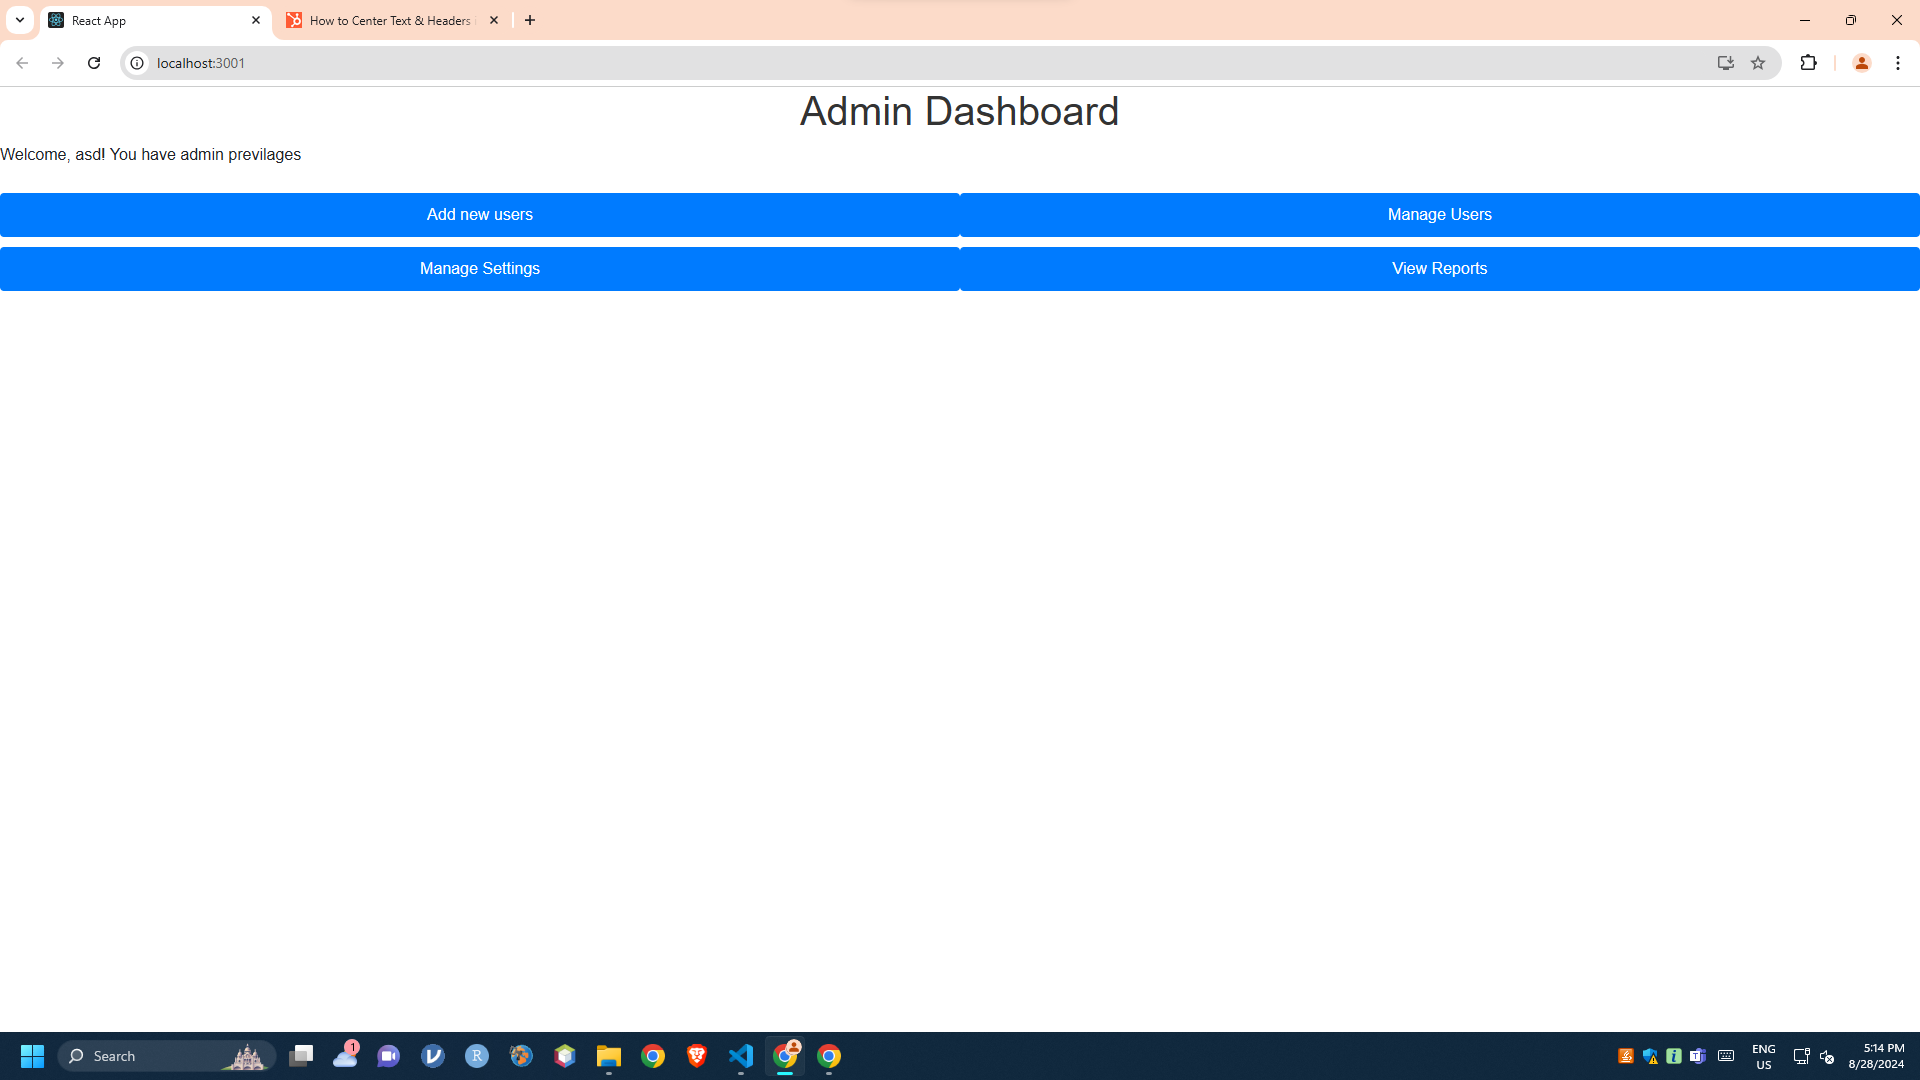 React App
How to Center Text & Headers
localhost:3001
Admin Dashboard
Welcome, asd! You have admin previlages
Add new users
Manage Users
Manage Settings
View Reports
Search
1
ENG
US
5:14 PM
8/28/2024